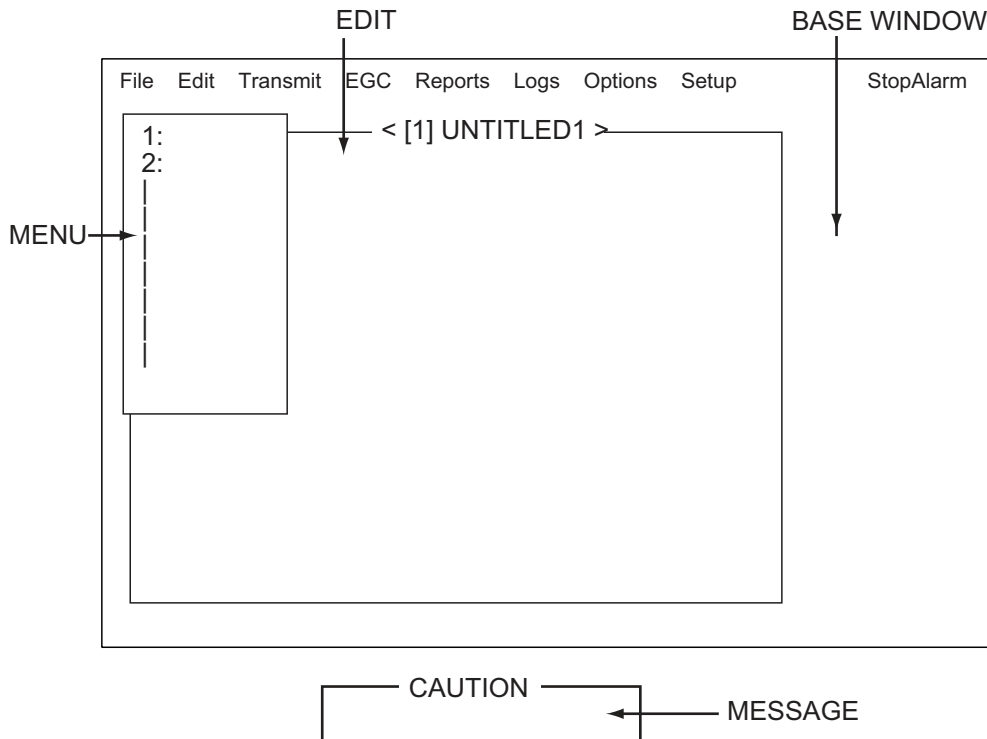 EDIT BASE WINDOW
File Edit Transmit EGC Reports Logs Options Setup StopAlarm
< [1] UNTITLED1 >
1:
2:
MENU
CAUTION
MESSAGE